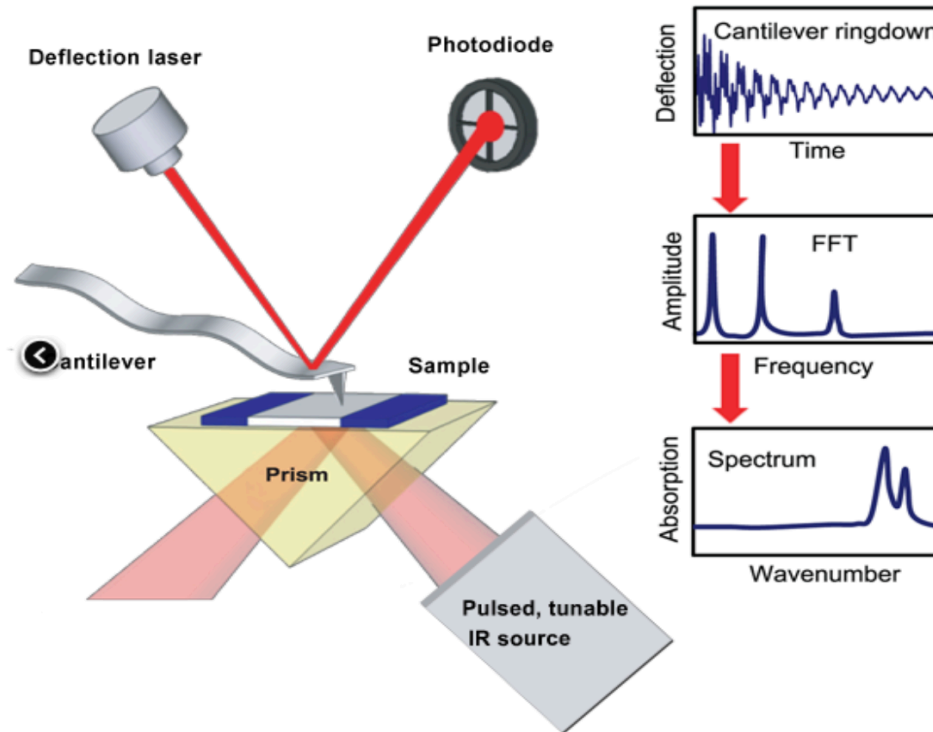 Deflection laser
Photodiode
antilever
Sample
Prism
Pulsed, tunable
IR source
Deflection
Cantilever ringdown
Time
Amplitude
FFT
Frequency
Absorption
Spectrum
Wavenumber